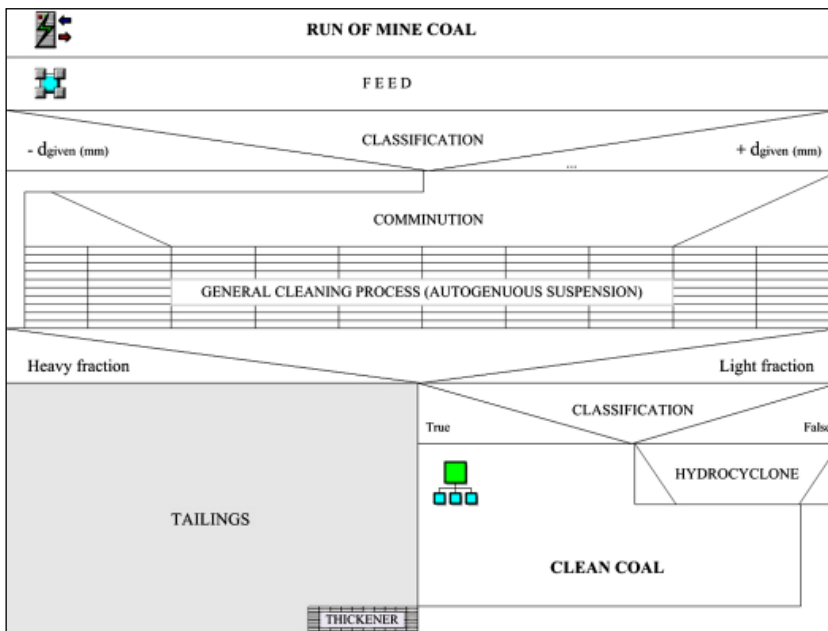 RUN OF MINE COAL
F E E D
CLASSIFICATION
- dgiven (mm)
+ dgiven (mm)
...
COMMINUTION
GENERAL CLEANING PROCESS (AUTOGENUOUS SUSPENSION)
Heavy fraction
Light fraction
CLASSIFICATION
True
False
HYDROCYCLONE
TAILINGS
CLEAN COAL
THICKENER